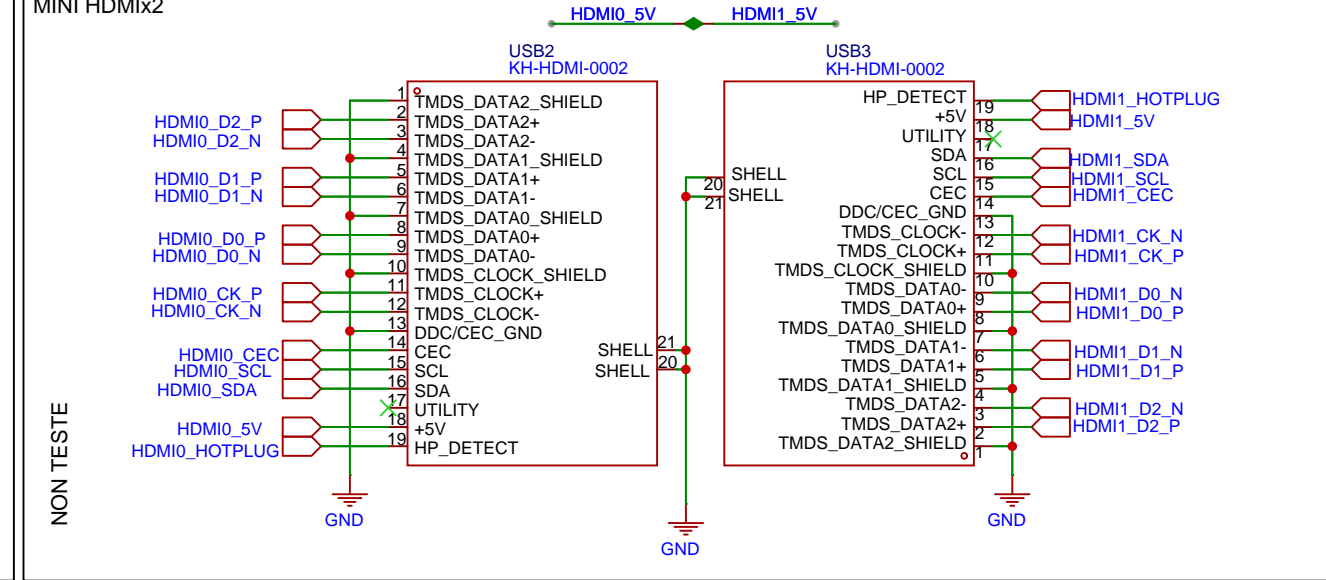 MINI HDMIx2
HDMI0_5V
HDMI1_5V
USB2
KH-HDMI-0002
1 TMDS_DATA2_SHIELD
HDMI0_D2_P 2 TMDS_DATA2+
HDMI0_D2_N 3 TMDS_DATA2-
4 TMDS_DATA1_SHIELD
HDMI0_D1_P 5 TMDS_DATA1+
HDMI0_D1_N 6 TMDS_DATA1-
7 TMDS_DATA0_SHIELD
HDMI0_D0_P 8 TMDS_DATA0+
HDMI0_D0_N 9 TMDS_DATA0-
10 TMDS_CLOCK_SHIELD
HDMI0_CK_P 11 TMDS_CLOCK+
HDMI0_CK_N 12 TMDS_CLOCK-
13 DDC/CEC_GND
HDMI0_CEC 14 CEC
HDMI0_SCL 15 SCL
HDMI0_SDA 16 SDA
17 UTILITY
HDMI0_5V 18 +5V
HDMI0_HOTPLUG 19 HP_DETECT
SHELL 21
SHELL 20
GND
GND
USB3
KH-HDMI-0002
20 SHELL
21 SHELL
HP_DETECT 19 HDMI1_HOTPLUG
+5V 18 HDMI1_5V
UTILITY 17
SDA 16 HDMI1_SDA
SCL 15 HDMI1_SCL
CEC 14 HDMI1_CEC
DDC/CEC_GND 13
TMDS_CLOCK- 12 HDMI1_CK_N
TMDS_CLOCK+ 11 HDMI1_CK_P
TMDS_CLOCK_SHIELD 10
TMDS_DATA0- 9 HDMI1_D0_N
TMDS_DATA0+ 8 HDMI1_D0_P
TMDS_DATA0_SHIELD 7
TMDS_DATA1- 6 HDMI1_D1_N
TMDS_DATA1+ 5 HDMI1_D1_P
TMDS_DATA1_SHIELD 4
TMDS_DATA2- 3 HDMI1_D2_N
TMDS_DATA2+ 2 HDMI1_D2_P
TMDS_DATA2_SHIELD 1
GND
NON TESTE